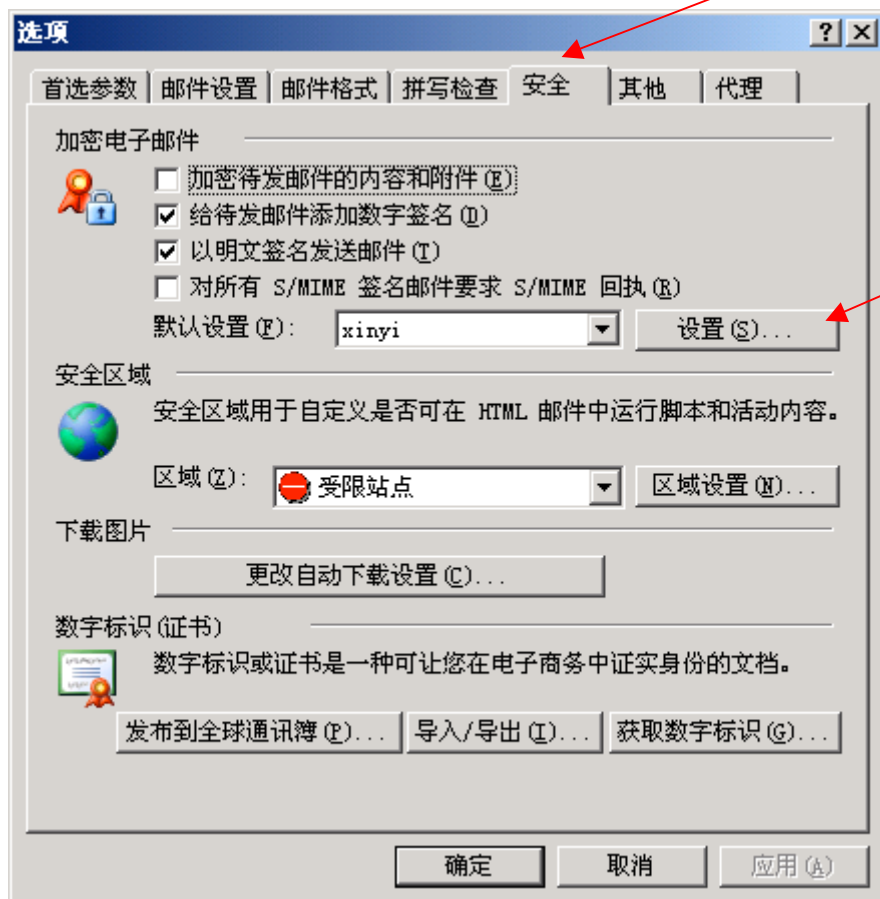 选项
首选参数 邮件设置 邮件格式 拼写检查 安全 其他 代理
加密电子邮件
加密待发邮件的内容和附件(E)
给待发邮件添加数字签名(D)
以明文签名发送邮件(T)
对所有 S/MIME 签名邮件要求 S/MIME 回执(R)
默认设置(F): xinyi 设置(S)...
安全区域
安全区域用于自定义是否可在 HTML 邮件中运行脚本和活动内容。
区域(Z): 受限站点 区域设置(N)...
下载图片
更改自动下载设置(C)...
数字标识(证书)
数字标识或证书是一种可让您在电子商务中证实身份的文档。
发布到全球通讯簿(P)... 导入/导出(I)... 获取数字标识(G)...
确定 取消 应用(A)